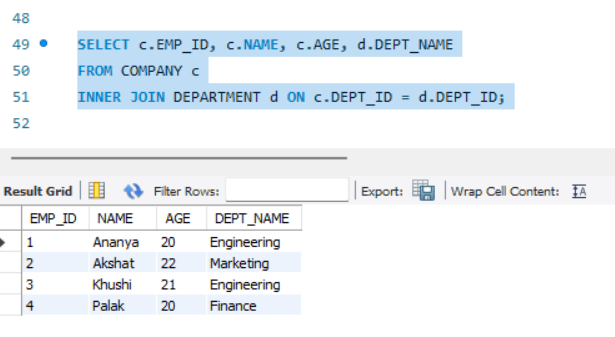 48
49 SELECT c.EMP_ID, c.NAME, c.AGE, d.DEPT_NAME
50 FROM COMPANY c
51 INNER JOIN DEPARTMENT d ON c.DEPT_ID = d.DEPT_ID;
52
Result Grid Filter Rows: Export: Wrap Cell Content: IA
EMP_ID NAME AGE DEPT_NAME
1 Ananya 20 Engineering
2 Akshat 22 Marketing
3 Khushi 21 Engineering
4 Palak 20 Finance